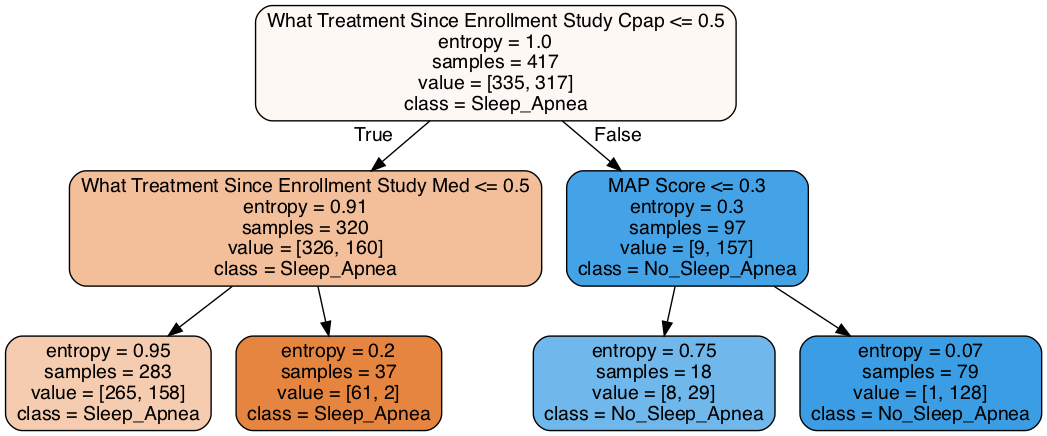 What Treatment Since Enrollment Study Cpap <= 0.5
entropy = 1.0
samples = 417
value = [335, 317]
class = Sleep_Apnea
True
False
What Treatment Since Enrollment Study Med <= 0.5
entropy = 0.91
samples = 320
value = [326, 160]
class = Sleep_Apnea
MAP Score <= 0.3
entropy = 0.3
samples = 97
value = [9, 157]
class = No_Sleep_Apnea
entropy = 0.95
samples = 283
value = [265, 158]
class = Sleep_Apnea
entropy = 0.2
samples = 37
value = [61, 2]
class = Sleep_Apnea
entropy = 0.75
samples = 18
value = [8, 29]
class = No_Sleep_Apnea
entropy = 0.07
samples = 79
value = [1, 128]
class = No_Sleep_Apnea